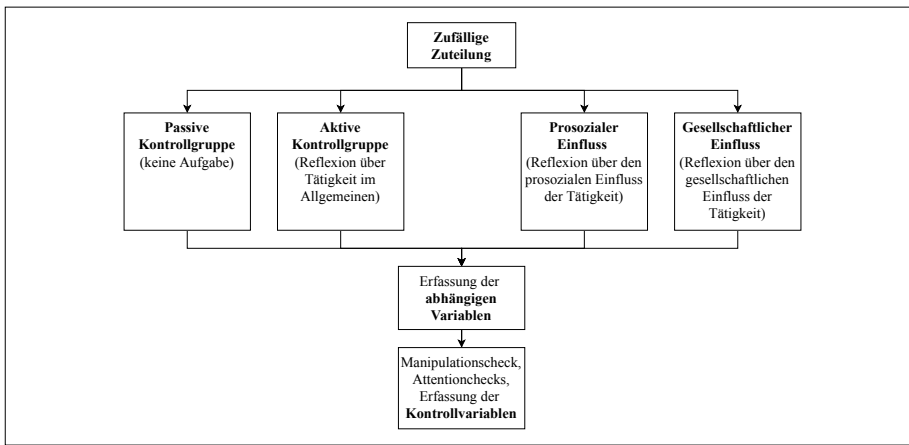 Zufällige
Zuteilung
Passive
Kontrollgruppe
(keine Aufgabe)
Aktive
Kontrollgruppe
(Reflexion über
Tätigkeit im
Allgemeinen)
Prosozialer
Einfluss
(Reflexion über den
prosozialen Einfluss
der Tätigkeit)
Gesellschaftlicher
Einfluss
(Reflexion über den
gesellschaftlichen
Einfluss der
Tätigkeit)
Erfassung der
abhängigen
Variablen
Manipulationscheck,
Attentionchecks,
Erfassung der
Kontrollvariablen